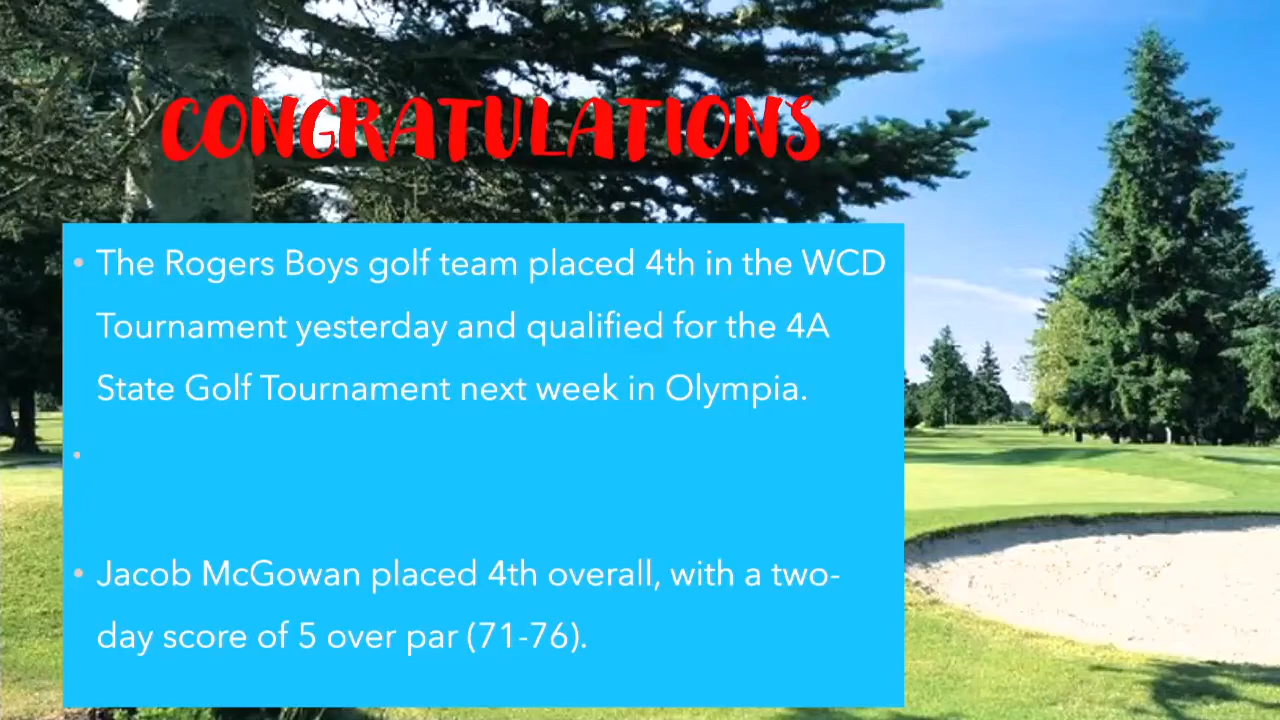 CONGRATULATIONS
• The Rogers Boys golf team placed 4th in the WCD
Tournament yesterday and qualified for the 4A
State Golf Tournament next week in Olympia.
•
• Jacob McGowan placed 4th overall, with a two-
day score of 5 over par (71-76).